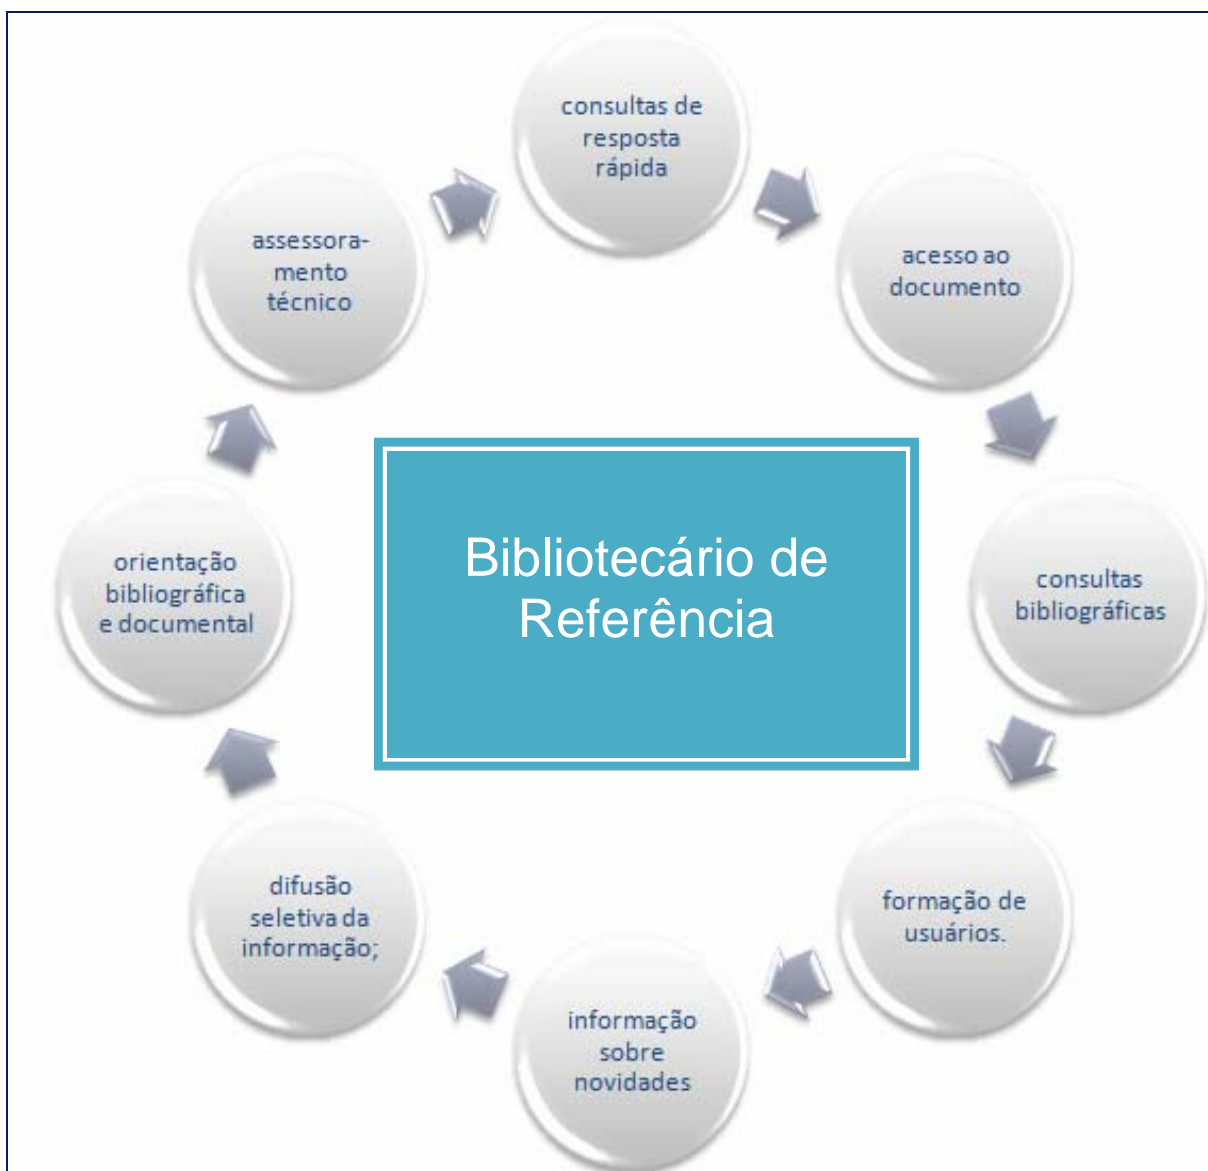 consultas de
resposta
rápida
acesso ao
documento
consultas
bibliográficas
formação de
usuários.
informação
sobre
novidades
difusão
seletiva da
informação;
orientação
bibliográfica
e documental
assessora-
mento
técnico
Bibliotecário de
Referência